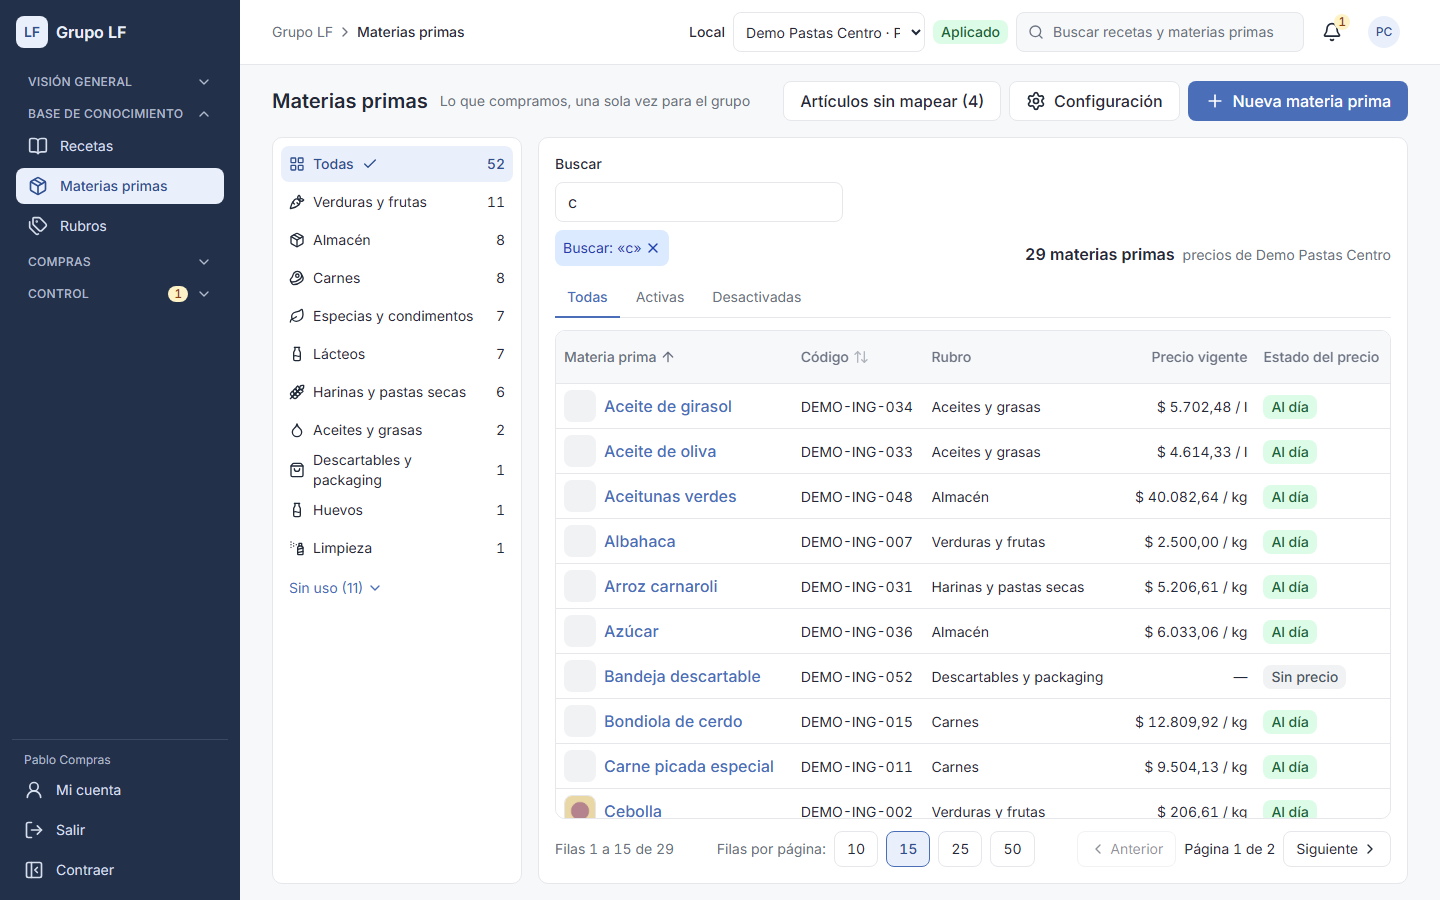 LF Grupo LF
VISIÓN GENERAL
BASE DE CONOCIMIENTO
Recetas
Materias primas
Rubros
COMPRAS
CONTROL 1
Pablo Compras
Mi cuenta
Salir
Contraer
Grupo LF > Materias primas
Local Demo Pastas Centro · P Aplicado Buscar recetas y materias primas 1 PC
Materias primas Lo que compramos, una sola vez para el grupo Artículos sin mapear (4) Configuración + Nueva materia prima
Todas 52
Verduras y frutas 11
Almacén 8
Carnes 8
Especias y condimentos 7
Lácteos 7
Harinas y pastas secas 6
Aceites y grasas 2
Descartables y
packaging 1
Huevos 1
Limpieza 1
Sin uso (11)
Buscar
c
Buscar: «c»
29 materias primas precios de Demo Pastas Centro
Todas Activas Desactivadas
Materia prima Código Rubro Precio vigente Estado del precio
Aceite de girasol DEMO-ING-034 Aceites y grasas $ 5.702,48 / l Al día
Aceite de oliva DEMO-ING-033 Aceites y grasas $ 4.614,33 / l Al día
Aceitunas verdes DEMO-ING-048 Almacén $ 40.082,64 / kg Al día
Albahaca DEMO-ING-007 Verduras y frutas $ 2.500,00 / kg Al día
Arroz carnaroli DEMO-ING-031 Harinas y pastas secas $ 5.206,61 / kg Al día
Azúcar DEMO-ING-036 Almacén $ 6.033,06 / kg Al día
Bandeja descartable DEMO-ING-052 Descartables y packaging — Sin precio
Bondiola de cerdo DEMO-ING-015 Carnes $ 12.809,92 / kg Al día
Carne picada especial DEMO-ING-011 Carnes $ 9.504,13 / kg Al día
Cebolla DEMO-ING-002 Verduras y frutas $ 206,61 / kg Al día
Filas 1 a 15 de 29 Filas por página: 10 15 25 50 Anterior Página 1 de 2 Siguiente